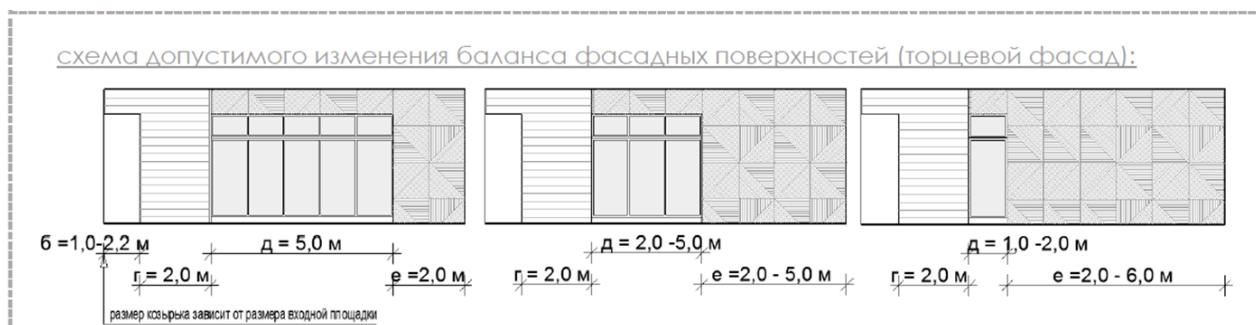 схема допустимого изменения баланса фасадных поверхностей (торцевой фасад):
б =1,0-2,2 м
д = 5,0 м
д = 2,0 -5,0 м
д = 1,0 -2,0 м
г = 2,0 м
е =2,0 м
г = 2,0 м
е =2,0 - 5,0 м
г = 2,0 м
е =2,0 - 6,0 м
размер козырька зависит от размера входной площадки